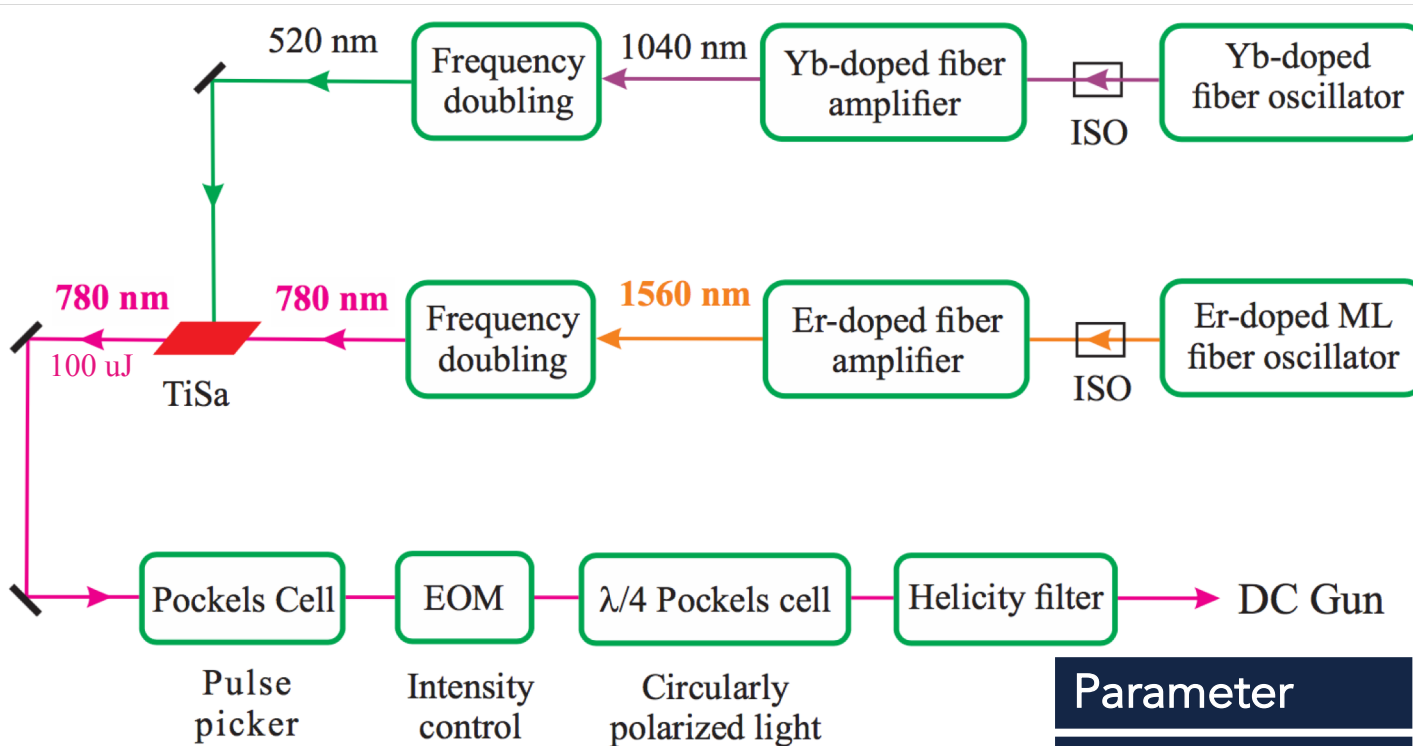 520 nm
Frequency
doubling
1040 nm
Yb-doped fiber
amplifier
ISO
Yb-doped
fiber oscillator
780 nm
100 uJ
TiSa
780 nm
Frequency
doubling
1560 nm
Er-doped fiber
amplifier
ISO
Er-doped ML
fiber oscillator
Pockels Cell
Pulse
picker
EOM
Intensity
control
λ/4 Pockels cell
Circularly
polarized light
Helicity filter
DC Gun
Parameter